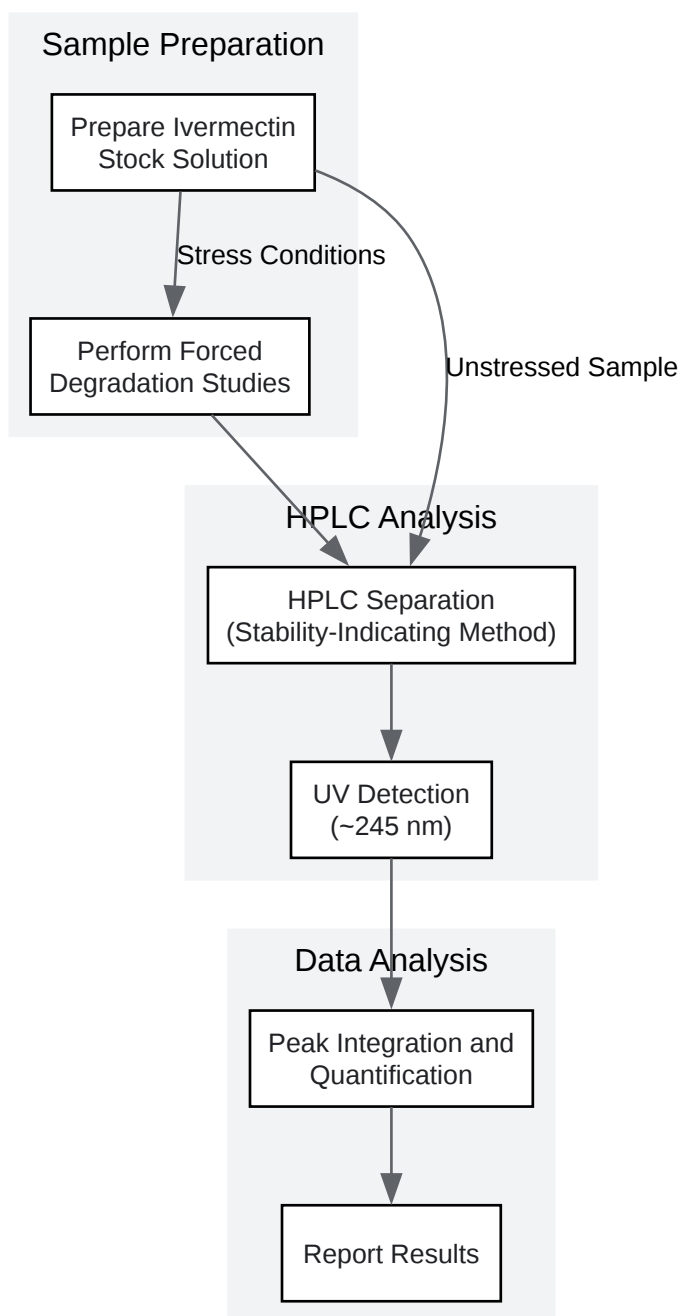 Sample Preparation
Prepare Ivermectin
Stock Solution
Stress Conditions
Perform Forced
Degradation Studies
Unstressed Sample
HPLC Analysis
HPLC Separation
(Stability-Indicating Method)
UV Detection
(~245 nm)
Data Analysis
Peak Integration and
Quantification
Report Results